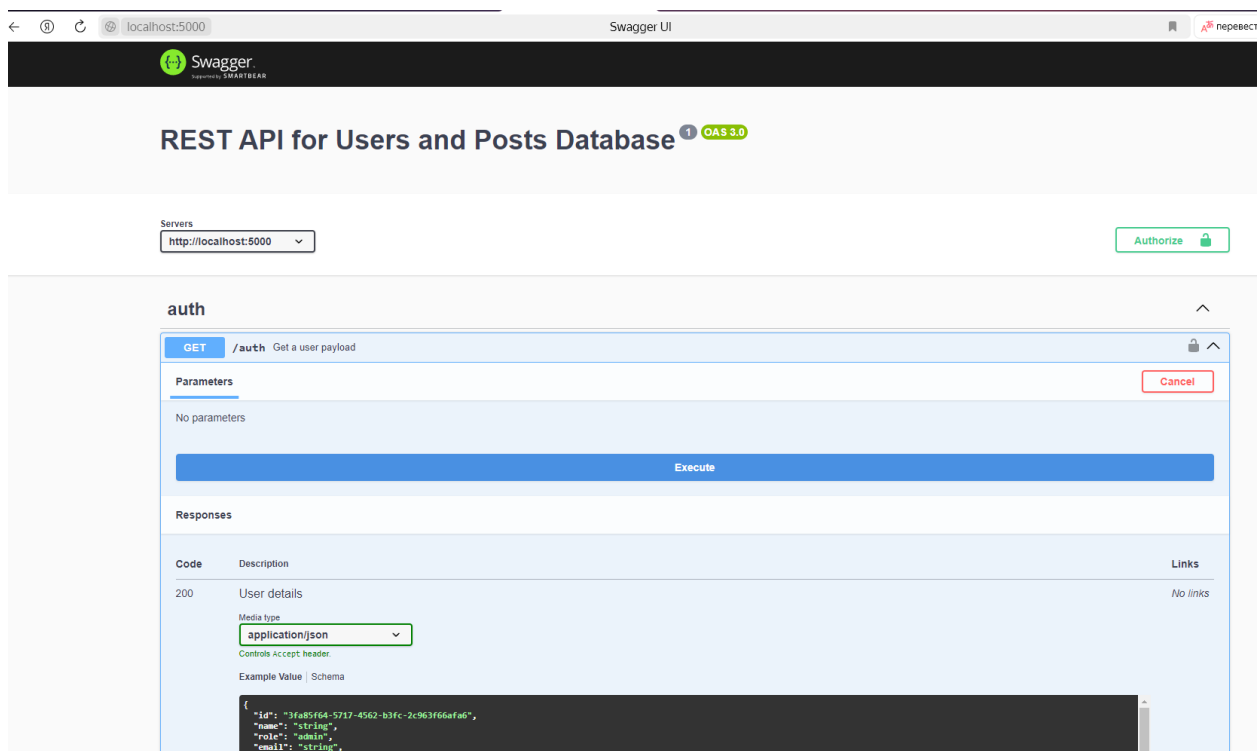 localhost:5000
Swagger UI
перевест
Swagger.
Supported by SMARTBEAR
REST API for Users and Posts Database 1 OAS 3.0
Servers
http://localhost:5000
Authorize
auth
GET /auth Get a user payload
Parameters
Cancel
No parameters
Execute
Responses
Code Description Links
200 User details No links
Media type
application/json
Controls Accept header.
Example Value | Schema
{
"id": "3fa85f64-5717-4562-b3fc-2c963f66afa6",
"name": "string",
"role": "admin",
"email": "string",